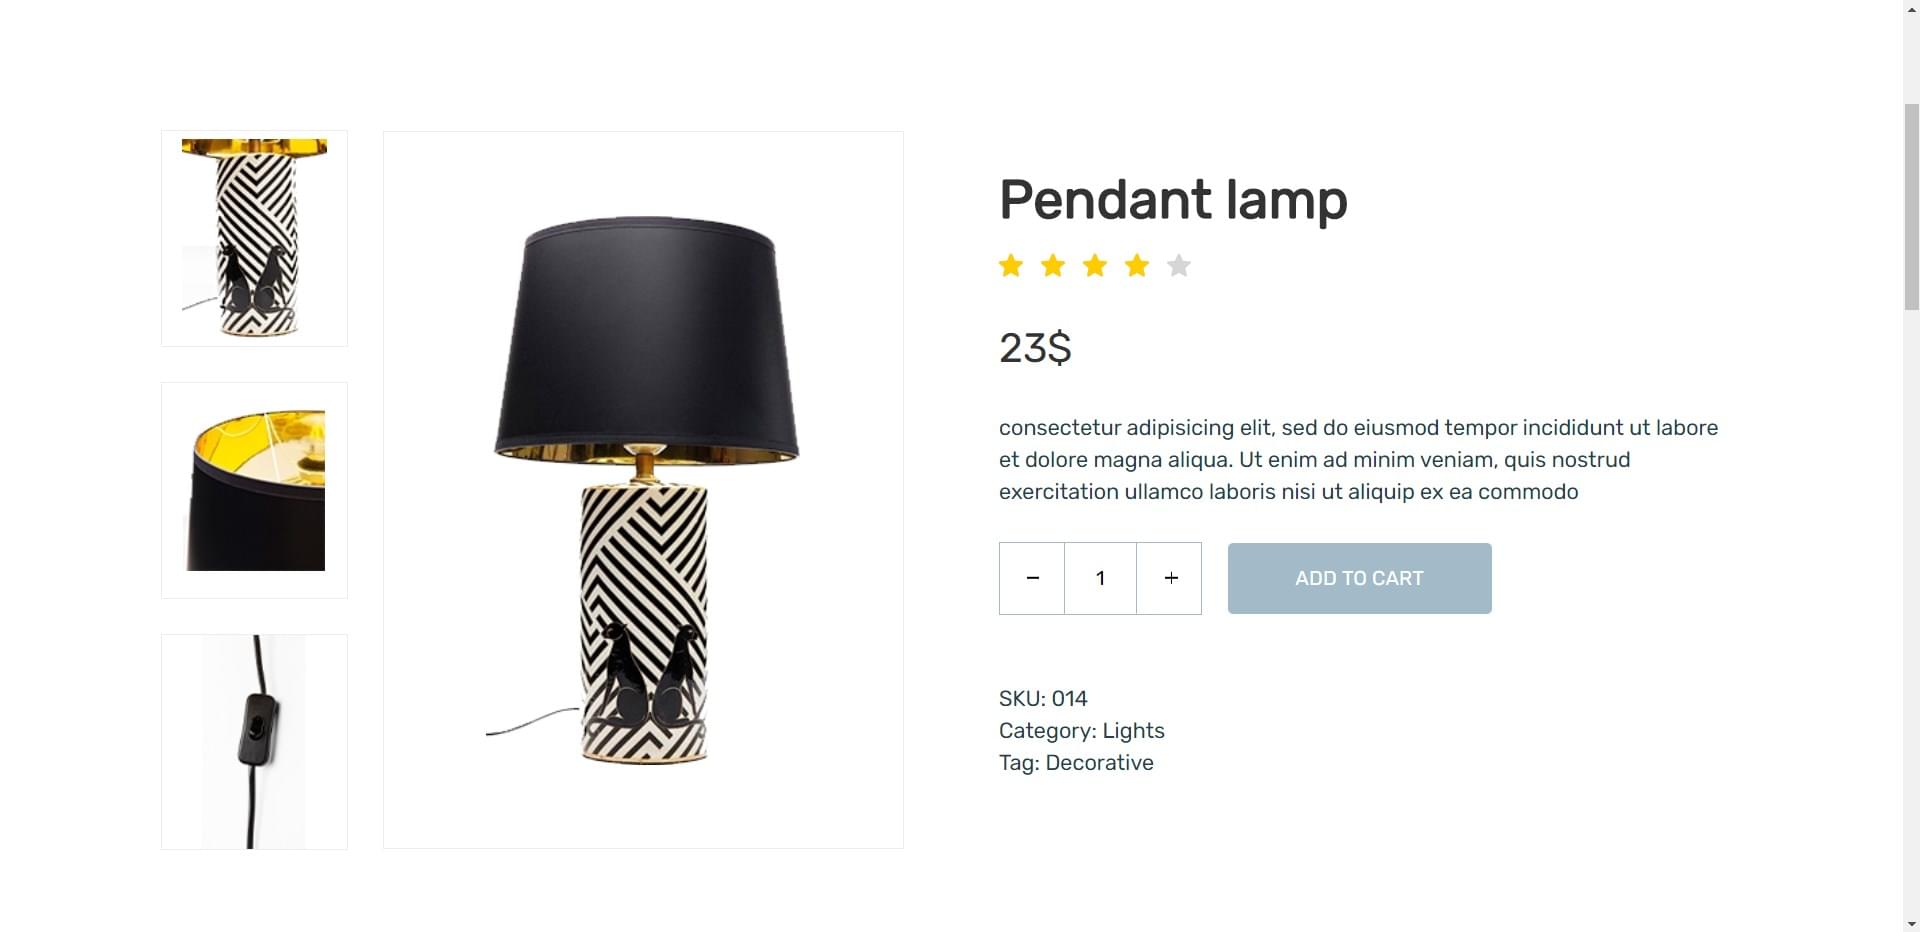 Pendant lamp
23$
consectetur adipisicing elit, sed do eiusmod tempor incididunt ut labore
et dolore magna aliqua. Ut enim ad minim veniam, quis nostrud
exercitation ullamco laboris nisi ut aliquip ex ea commodo
− 1 + ADD TO CART
SKU: 014
Category: Lights
Tag: Decorative